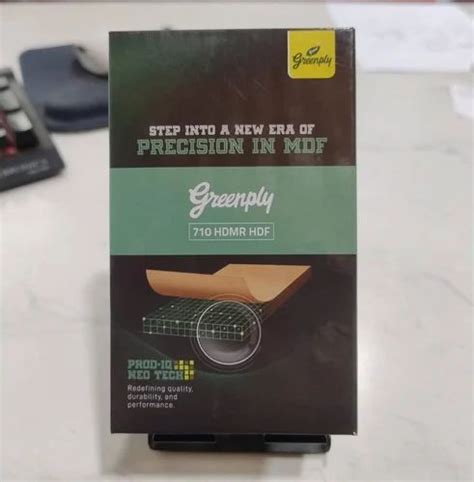 Greenply
STEP INTO A NEW ERA OF
PRECISION IN MDF
Greenply
710 HDMR HDF
PROD-IQ
NEO TECH
Redefining quality,
durability, and
performance.